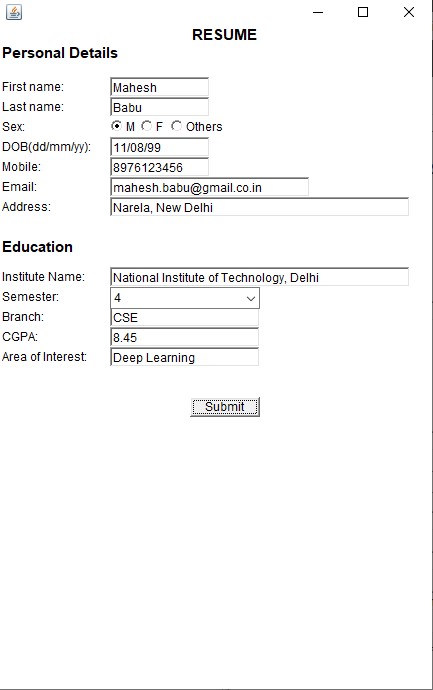 RESUME
Personal Details
First name: Mahesh
Last name: Babu
Sex: M F Others
DOB(dd/mm/yy): 11/08/99
Mobile: 8976123456
Email: mahesh.babu@gmail.co.in
Address: Narela, New Delhi
Education
Institute Name: National Institute of Technology, Delhi
Semester: 4
Branch: CSE
CGPA: 8.45
Area of Interest: Deep Learning
Submit